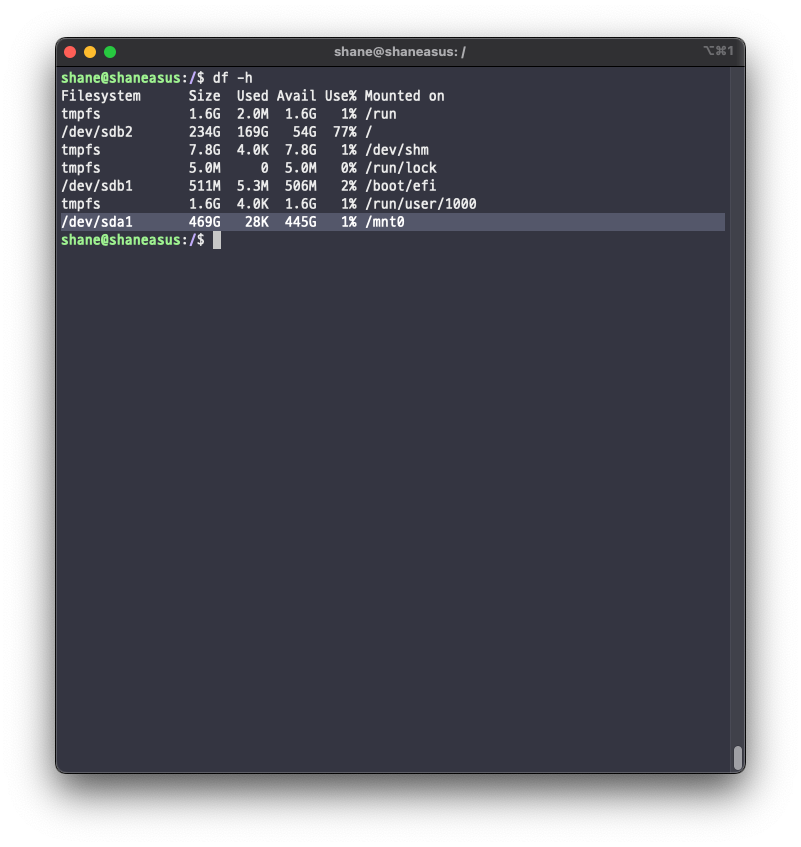 shane@shaneasus: /
⌥⌘1
shane@shaneasus:/$ df -h
Filesystem      Size  Used Avail Use% Mounted on
tmpfs           1.6G  2.0M  1.6G   1% /run
/dev/sdb2       234G  169G   54G  77% /
tmpfs           7.8G  4.0K  7.8G   1% /dev/shm
tmpfs           5.0M     0  5.0M   0% /run/lock
/dev/sdb1       511M  5.3M  506M   2% /boot/efi
tmpfs           1.6G  4.0K  1.6G   1% /run/user/1000
/dev/sda1       469G   28K  445G   1% /mnt0
shane@shaneasus:/$